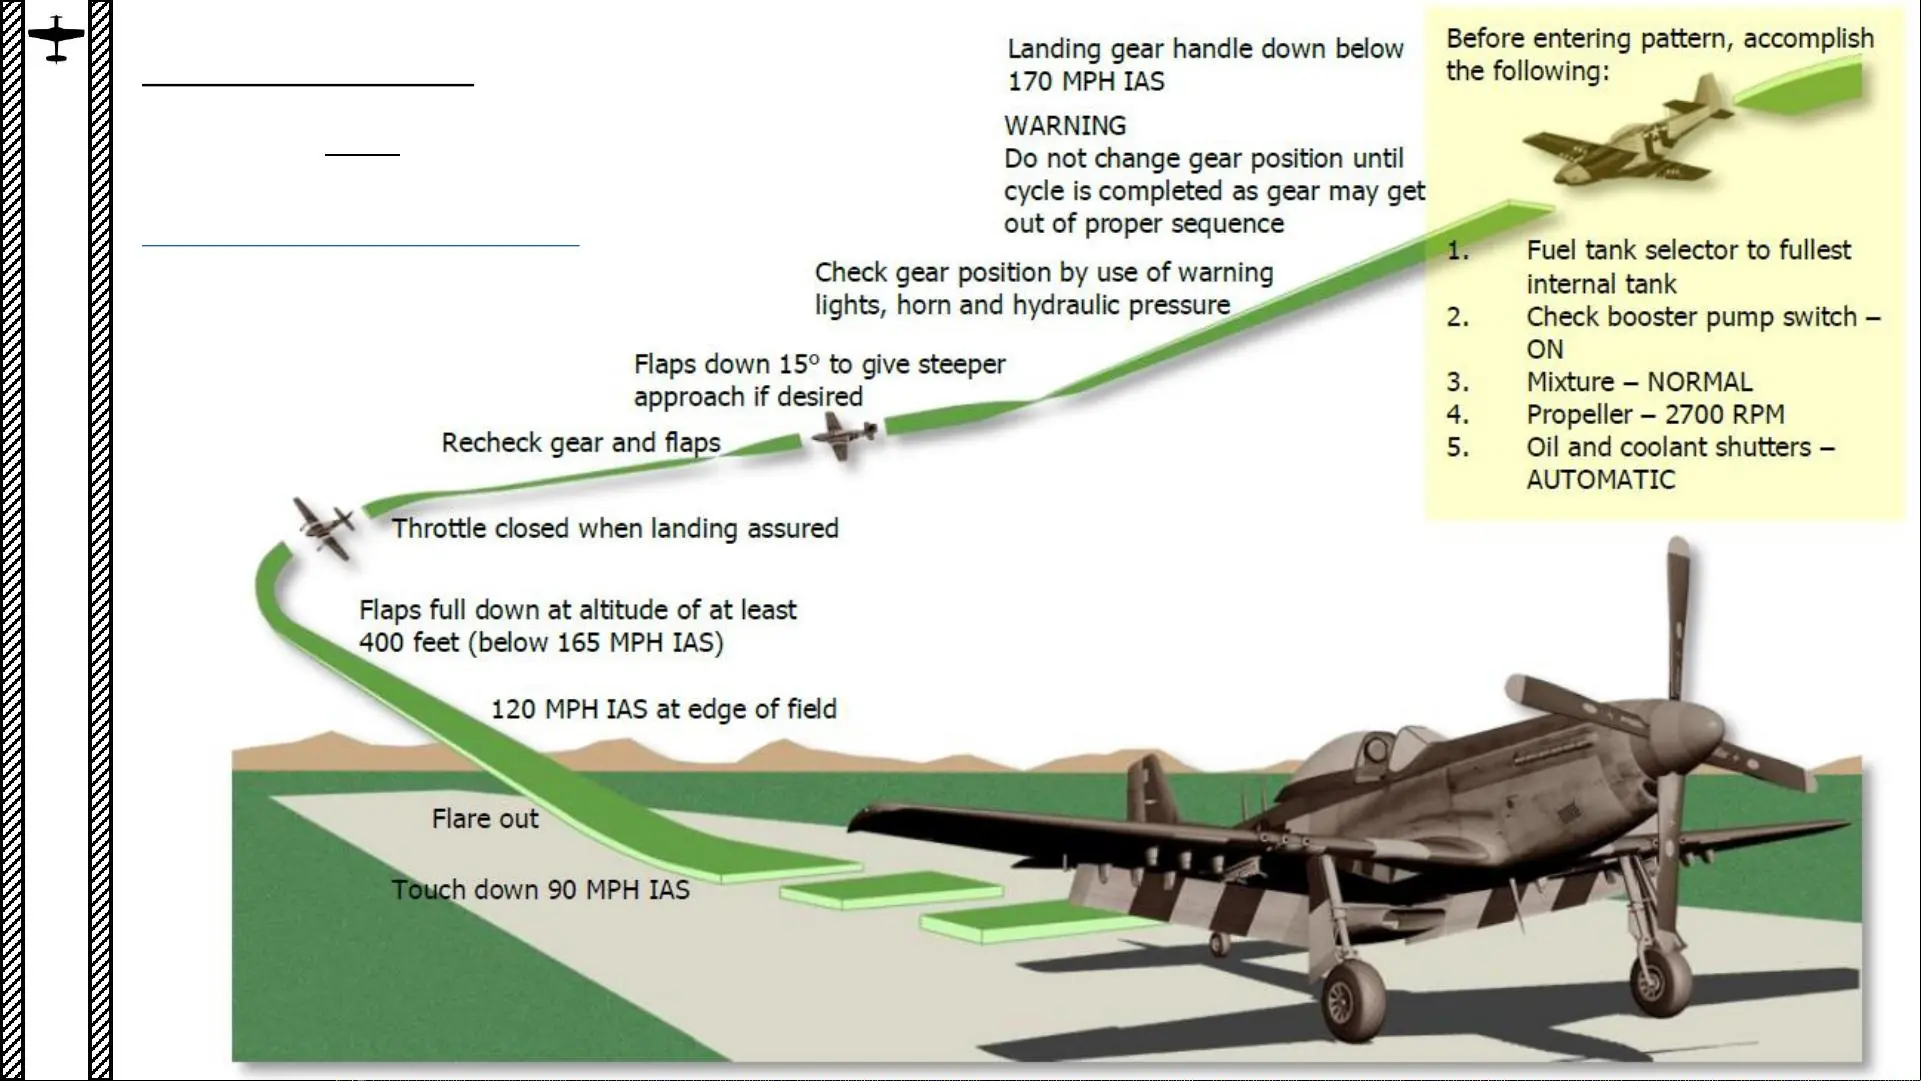 Landing gear handle down below
170 MPH IAS
WARNING
Do not change gear position until
cycle is completed as gear may get
out of proper sequence
Check gear position by use of warning
lights, horn and hydraulic pressure
Flaps down 15º to give steeper
approach if desired
Recheck gear and flaps
Throttle closed when landing assured
Flaps full down at altitude of at least
400 feet (below 165 MPH IAS)
120 MPH IAS at edge of field
Flare out
Touch down 90 MPH IAS
Before entering pattern, accomplish
the following:
1. Fuel tank selector to fullest
internal tank
2. Check booster pump switch –
ON
3. Mixture – NORMAL
4. Propeller – 2700 RPM
5. Oil and coolant shutters –
AUTOMATIC